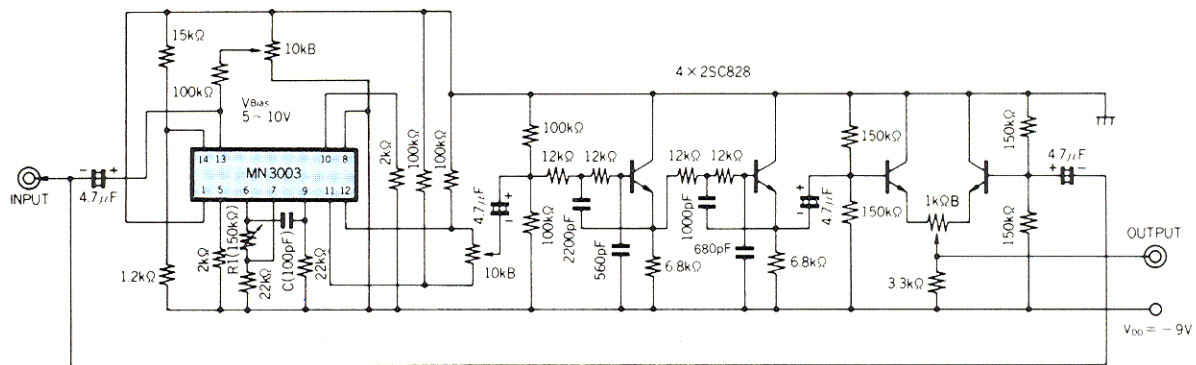 15kΩ
10kB
100kΩ
VBias
5~10V
4×2SC828
14 13 10 8
MN3003
1 5 6 7 9 11 12
INPUT
- +
4.7μF
2kΩ
100kΩ
100kΩ
2kΩ
R1(150kΩ)
22kΩ
C(100pF)
22kΩ
1.2kΩ
10kB
4.7μF
+
-
100kΩ
100kΩ
12kΩ
12kΩ
2200pF
560pF
6.8kΩ
12kΩ
12kΩ
1000pF
680pF
6.8kΩ
+
-
4.7μF
150kΩ
150kΩ
1kΩB
3.3kΩ
150kΩ
150kΩ
4.7μF
+ -
OUTPUT
VDD = -9V